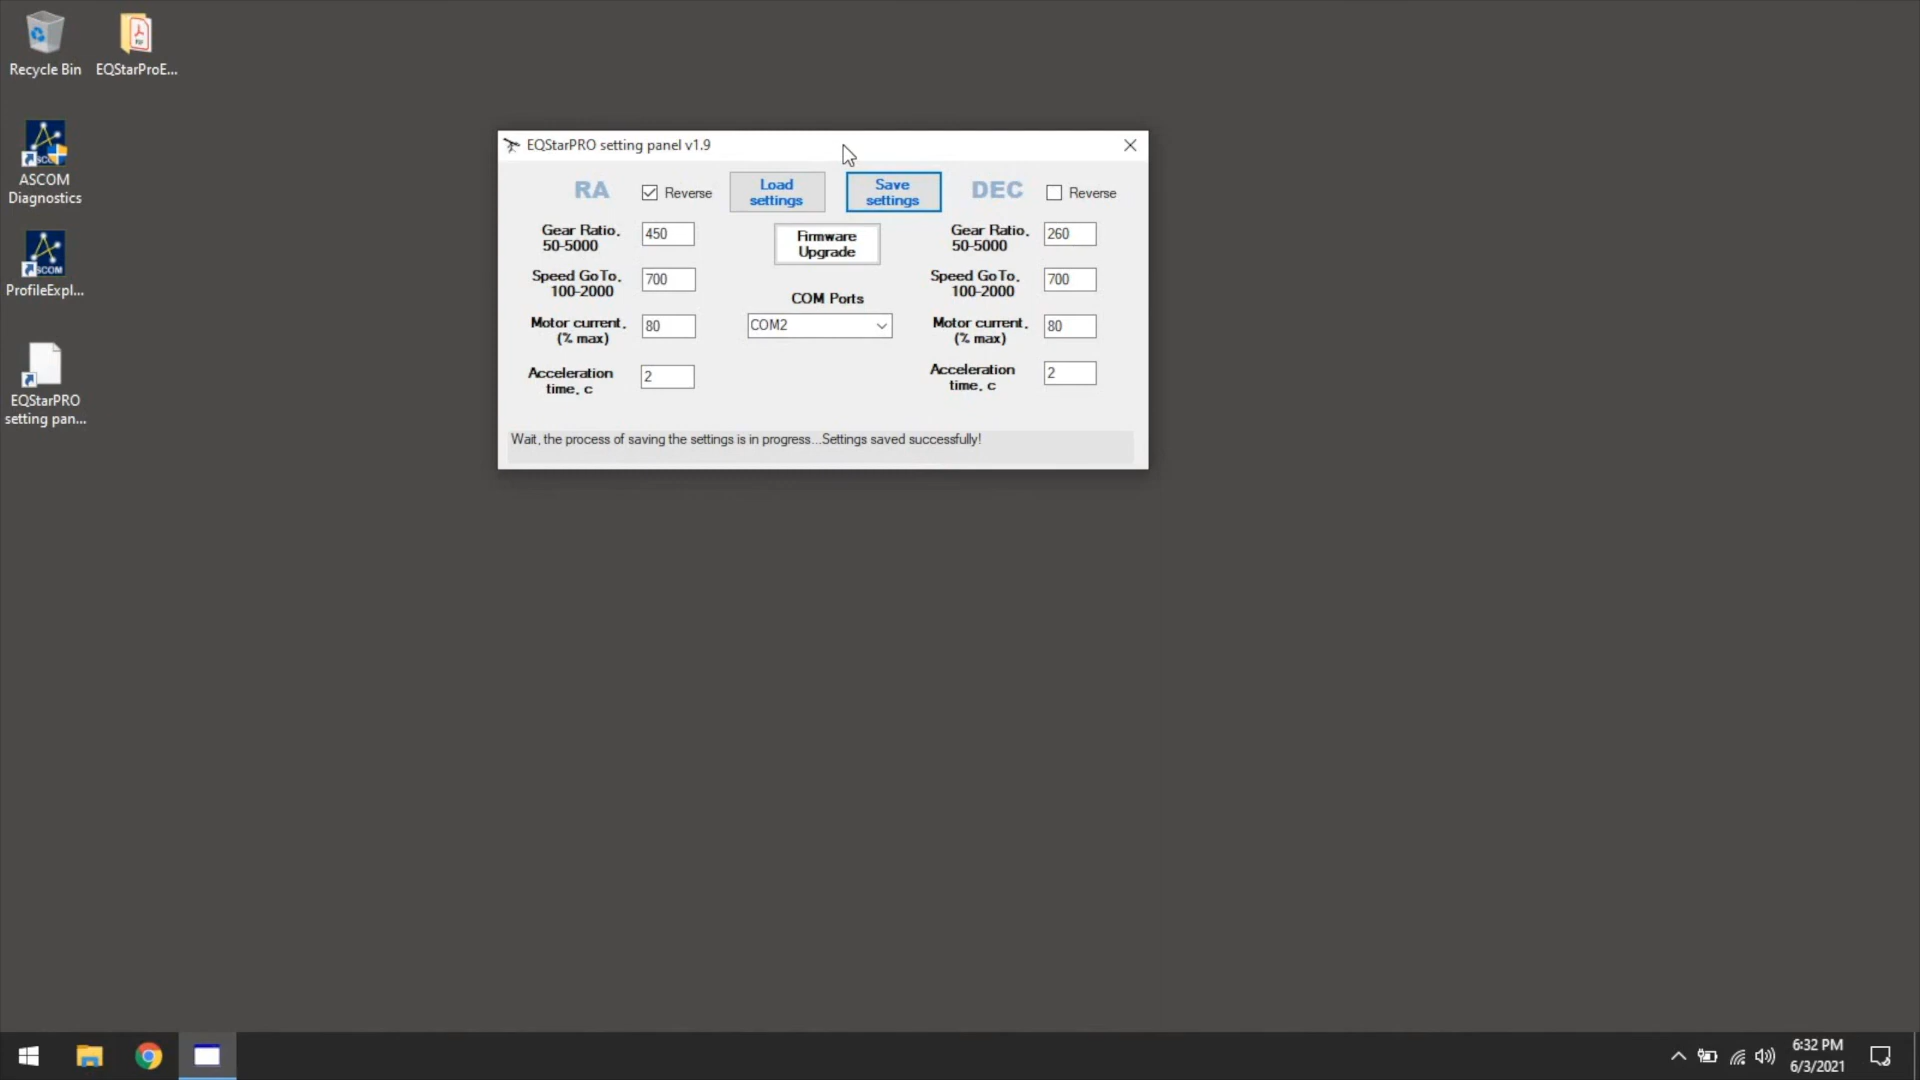 Recycle Bin
EQStarProE...
ASCOM
Diagnostics
ProfileExpl...
EQStarPRO
setting pan...
EQStarPRO setting panel v1.9
RA
Reverse
Load
settings
Save
settings
DEC
Reverse
Gear Ratio.
50-5000
450
Firmware
Upgrade
Gear Ratio.
50-5000
260
Speed GoTo.
100-2000
700
COM Ports
Speed GoTo.
100-2000
700
Motor current.
(% max)
80
COM2
Motor current.
(% max)
80
Acceleration
time. c
2
Acceleration
time. c
2
Wait, the process of saving the settings is in progress...Settings saved successfully!
6:32 PM
6/3/2021